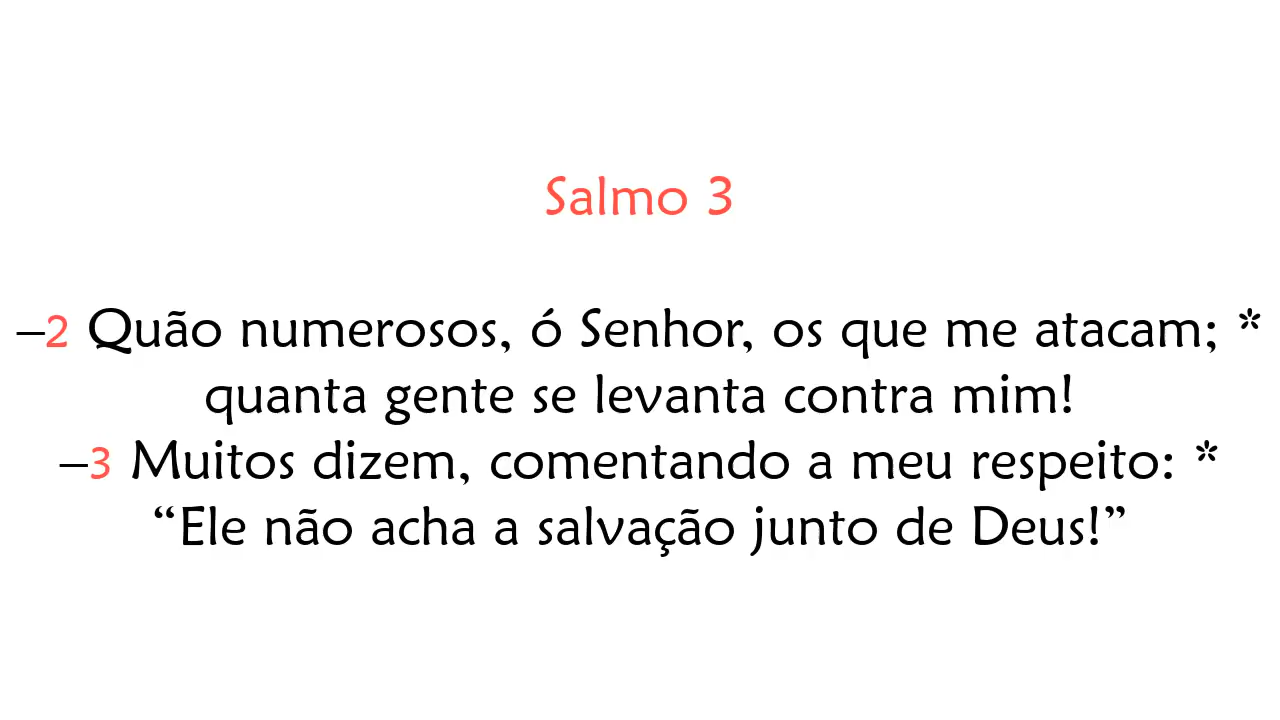 Salmo 3
–2 Quão numerosos, ó Senhor, os que me atacam; *
quanta gente se levanta contra mim!
–3 Muitos dizem, comentando a meu respeito: *
“Ele não acha a salvação junto de Deus!”